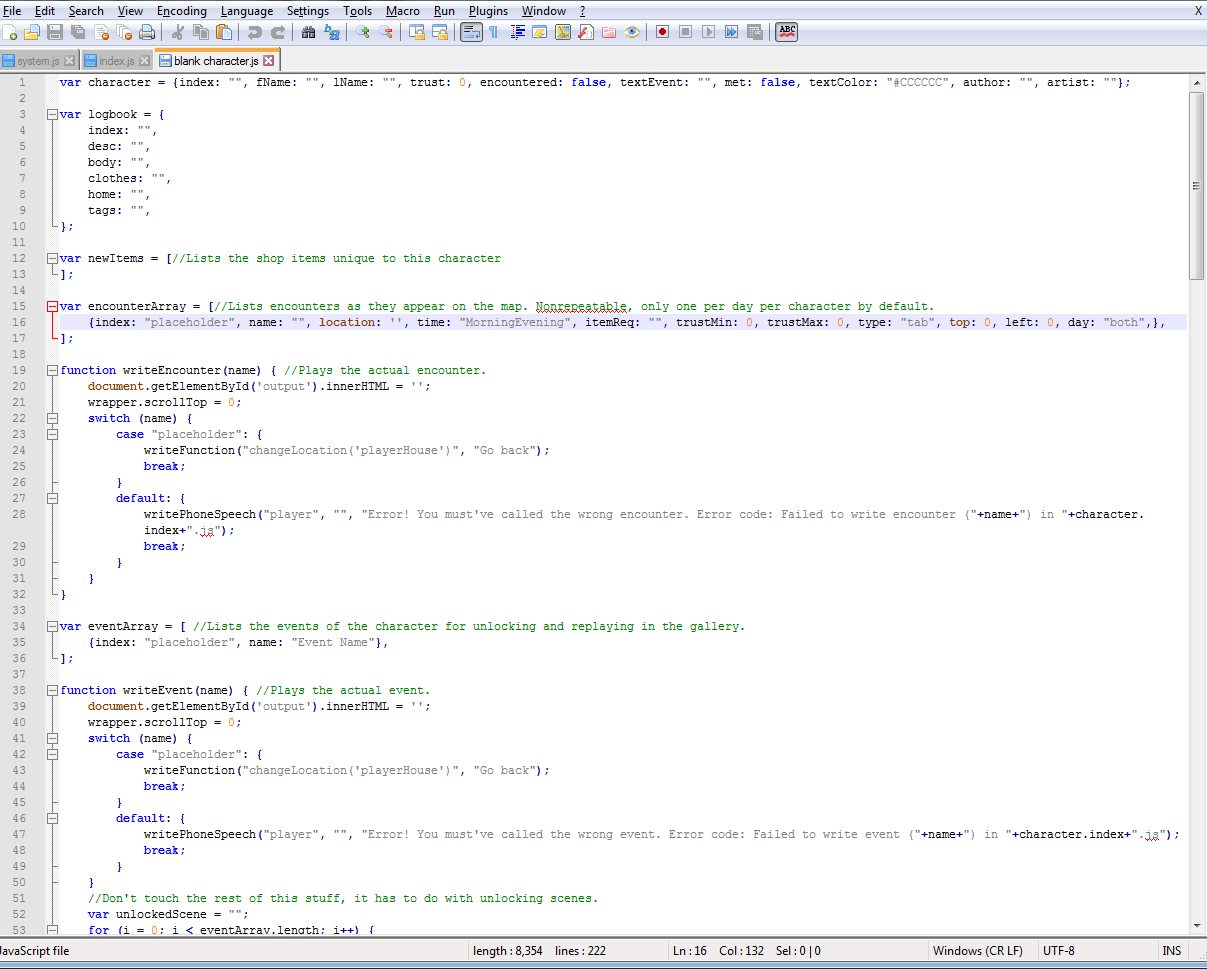 File Edit Search View Encoding Language Settings Tools Macro Run Plugins Window ? X
ABC
system.js index.js blank character.js
1 var character = {index: "", fName: "", lName: "", trust: 0, encountered: false, textEvent: "", met: false, textColor: "#CCCCCC", author: "", artist: ""};
2
3 var logbook = {
4 index: "",
5 desc: "",
6 body: "",
7 clothes: "",
8 home: "",
9 tags: "",
10 };
11
12 var newItems = [//Lists the shop items unique to this character
13 ];
14
15 var encounterArray = [//Lists encounters as they appear on the map. Nonrepeatable, only one per day per character by default.
16 {index: "placeholder", name: "", location: '', time: "MorningEvening", itemReq: "", trustMin: 0, trustMax: 0, type: "tab", top: 0, left: 0, day: "both",},
17 ];
18
19 function writeEncounter(name) { //Plays the actual encounter.
20 document.getElementById('output').innerHTML = '';
21 wrapper.scrollTop = 0;
22 switch (name) {
23 case "placeholder": {
24 writeFunction("changeLocation('playerHouse')", "Go back");
25 break;
26 }
27 default: {
28 writePhoneSpeech("player", "", "Error! You must've called the wrong encounter. Error code: Failed to write encounter ("+name+") in "+character.
index+".js");
29 break;
30 }
31 }
32 }
33
34 var eventArray = [ //Lists the events of the character for unlocking and replaying in the gallery.
35 {index: "placeholder", name: "Event Name"},
36 ];
37
38 function writeEvent(name) { //Plays the actual event.
39 document.getElementById('output').innerHTML = '';
40 wrapper.scrollTop = 0;
41 switch (name) {
42 case "placeholder": {
43 writeFunction("changeLocation('playerHouse')", "Go back");
44 break;
45 }
46 default: {
47 writePhoneSpeech("player", "", "Error! You must've called the wrong event. Error code: Failed to write event ("+name+") in "+character.index+".js");
48 break;
49 }
50 }
51 //Don't touch the rest of this stuff, it has to do with unlocking scenes.
52 var unlockedScene = "";
53 for (i = 0; i < eventArray.length; i++) {
JavaScript file length : 8,354 lines : 222 Ln : 16 Col : 132 Sel : 0 | 0 Windows (CR LF) UTF-8 INS